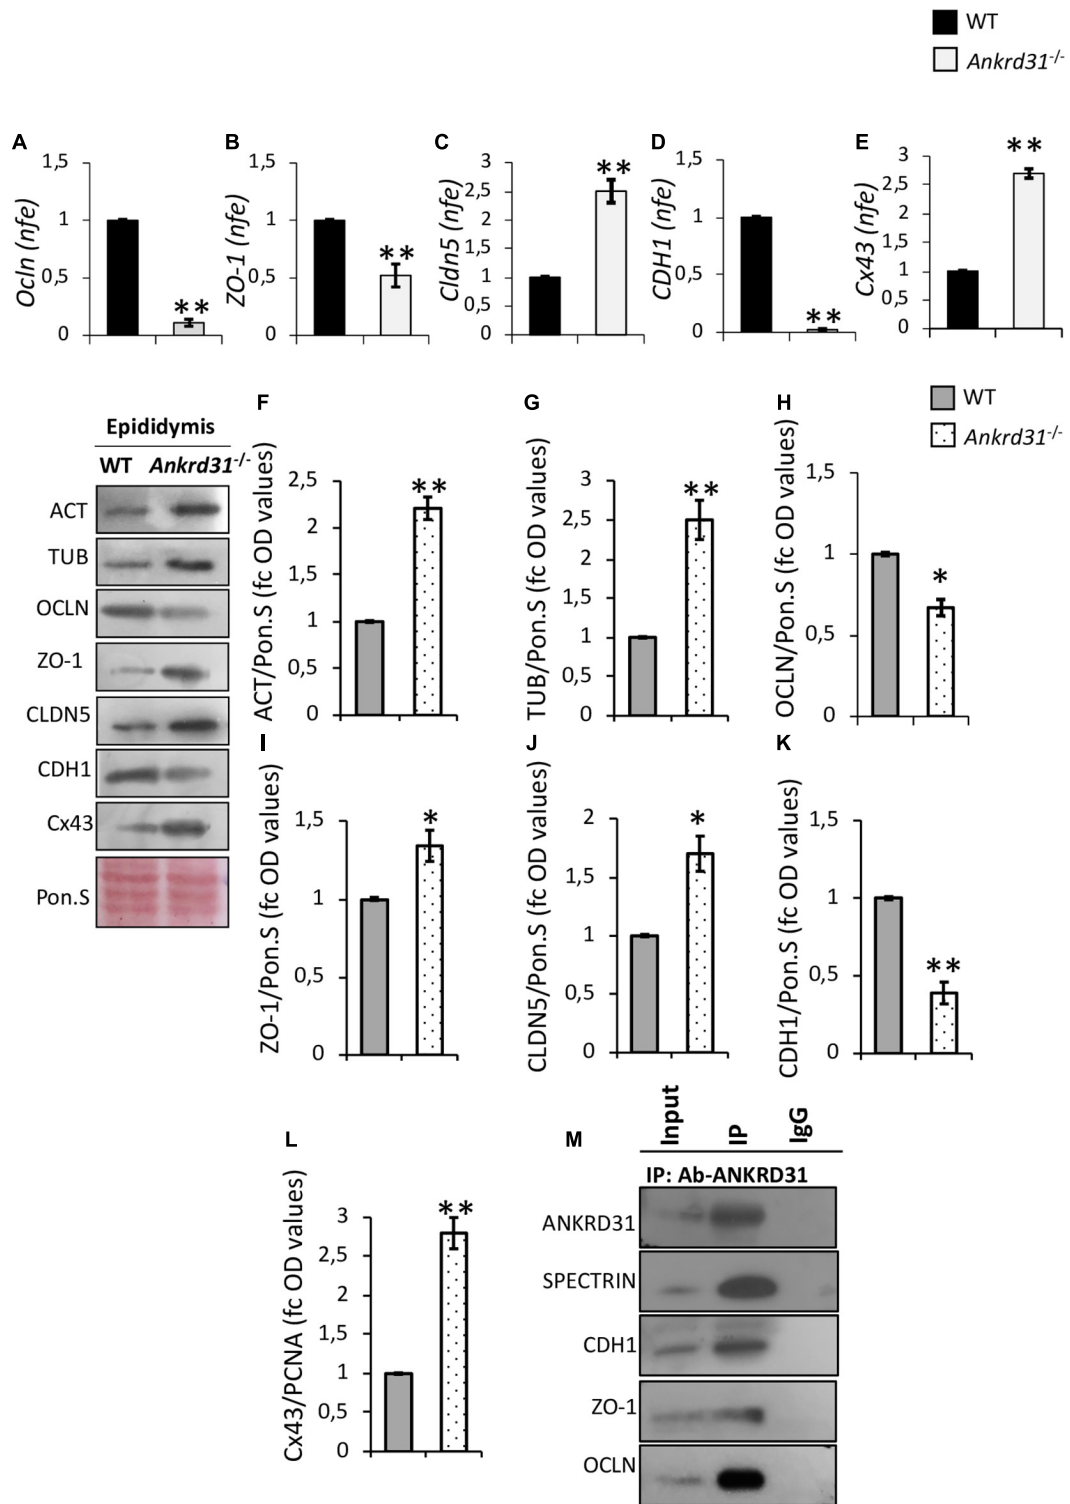 WT
Ankrd31-/-
A B C D E
Ocln (nfe)
1,5
1
0,5
0
**
ZO-1 (nfe)
1,5
1
0,5
0
**
Cldn5 (nfe)
3
2,5
2
1,5
1
0,5
0
**
CDH1 (nfe)
1,5
1
0,5
0
**
Cx43 (nfe)
3
2,5
2
1,5
1
0,5
0
**
WT
Ankrd31-/-
Epididymis
WT Ankrd31-/-
ACT
TUB
OCLN
ZO-1
CLDN5
CDH1
Cx43
Pon.S
F
ACT/Pon.S (fc OD values)
2,5
2
1,5
1
0,5
0
**
G
TUB/Pon.S (fc OD values)
3
2,5
2
1,5
1
0,5
0
**
H
OCLN/Pon.S (fc OD values)
1,5
1
0,5
0
*
I
ZO-1/Pon.S (fc OD values)
1,5
1
0,5
0
*
J
CLDN5/Pon.S (fc OD values)
2
1,5
1
0,5
0
*
K
CDH1/Pon.S (fc OD values)
1,5
1
0,5
0
**
L
Cx43/PCNA (fc OD values)
3
2,5
2
1,5
1
0,5
0
**
M
Input IP IgG
IP: Ab-ANKRD31
ANKRD31
SPECTRIN
CDH1
ZO-1
OCLN